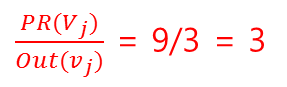 PR(V_j)
Out(v_j) = 9/3 = 3